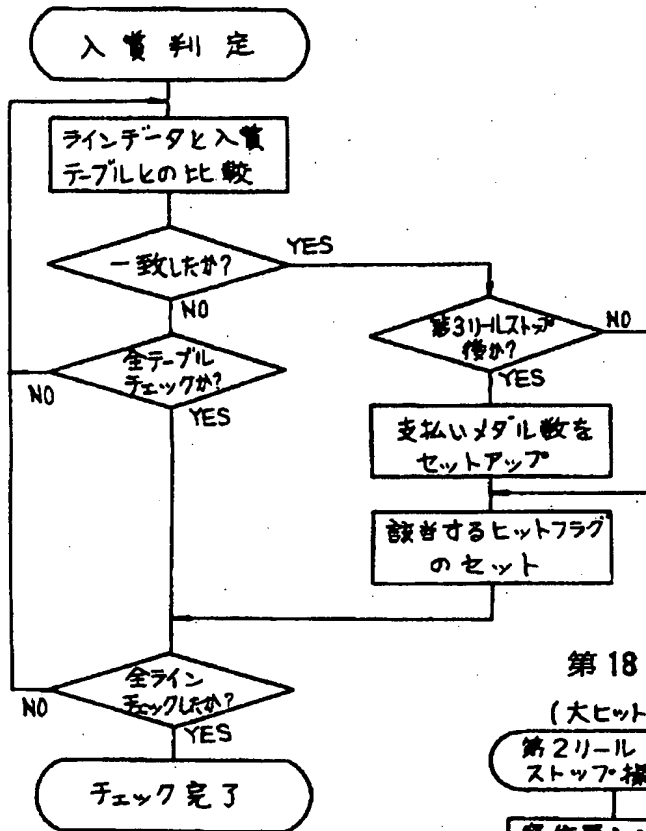 入賞判定
ラインデータと入賞
テーブルとの比較
一致したか?
YES
NO
第3リールストップ
後か?
NO
YES
全テーブル
チェックか?
NO
YES
支払いメダル数を
セットアップ
該当するヒットフラグ
のセット
全ライン
チェックしたか?
NO
YES
チェック完了
第18
(大ヒット
第2リール
ストップ操